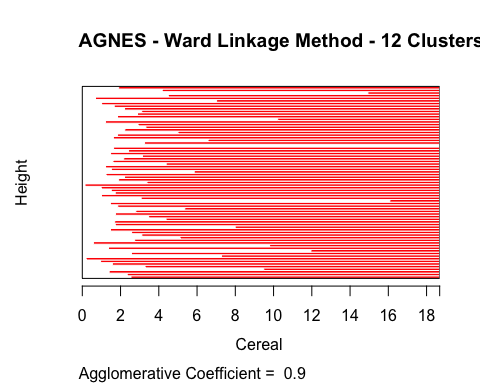 AGNES - Ward Linkage Method - 12 Clusters
Height
0 2 4 6 8 10 12 14 16 18
Cereal
Agglomerative Coefficient = 0.9